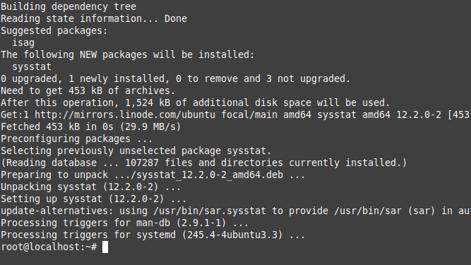 Building dependency tree
Reading state information... Done
Suggested packages:
  isag
The following NEW packages will be installed:
  sysstat
0 upgraded, 1 newly installed, 0 to remove and 3 not upgraded.
Need to get 453 kB of archives.
After this operation, 1,524 kB of additional disk space will be used.
Get:1 http://mirrors.linode.com/ubuntu focal/main amd64 sysstat amd64 12.2.0-2 [453
Fetched 453 kB in 0s (29.9 MB/s)
Preconfiguring packages ...
Selecting previously unselected package sysstat.
(Reading database ... 107287 files and directories currently installed.)
Preparing to unpack .../sysstat_12.2.0-2_amd64.deb ...
Unpacking sysstat (12.2.0-2) ...
Setting up sysstat (12.2.0-2) ...
update-alternatives: using /usr/bin/sar.sysstat to provide /usr/bin/sar (sar) in au
Processing triggers for man-db (2.9.1-1) ...
Processing triggers for systemd (245.4-4ubuntu3.3) ...
root@localhost:~#